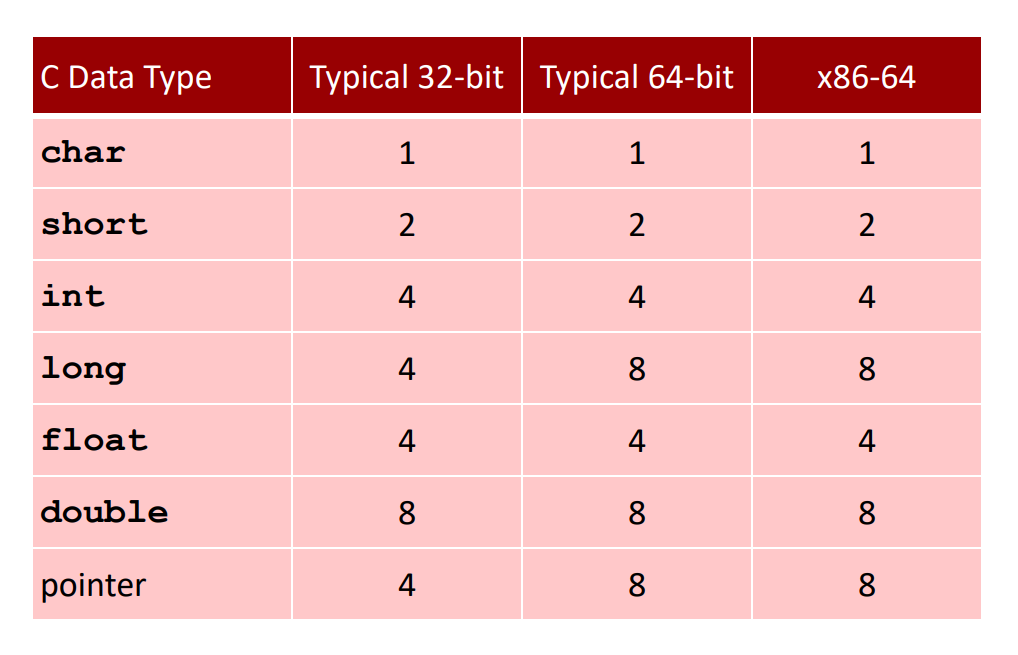 C Data Type Typical 32-bit Typical 64-bit x86-64
char 1 1 1
short 2 2 2
int 4 4 4
long 4 8 8
float 4 4 4
double 8 8 8
pointer 4 8 8